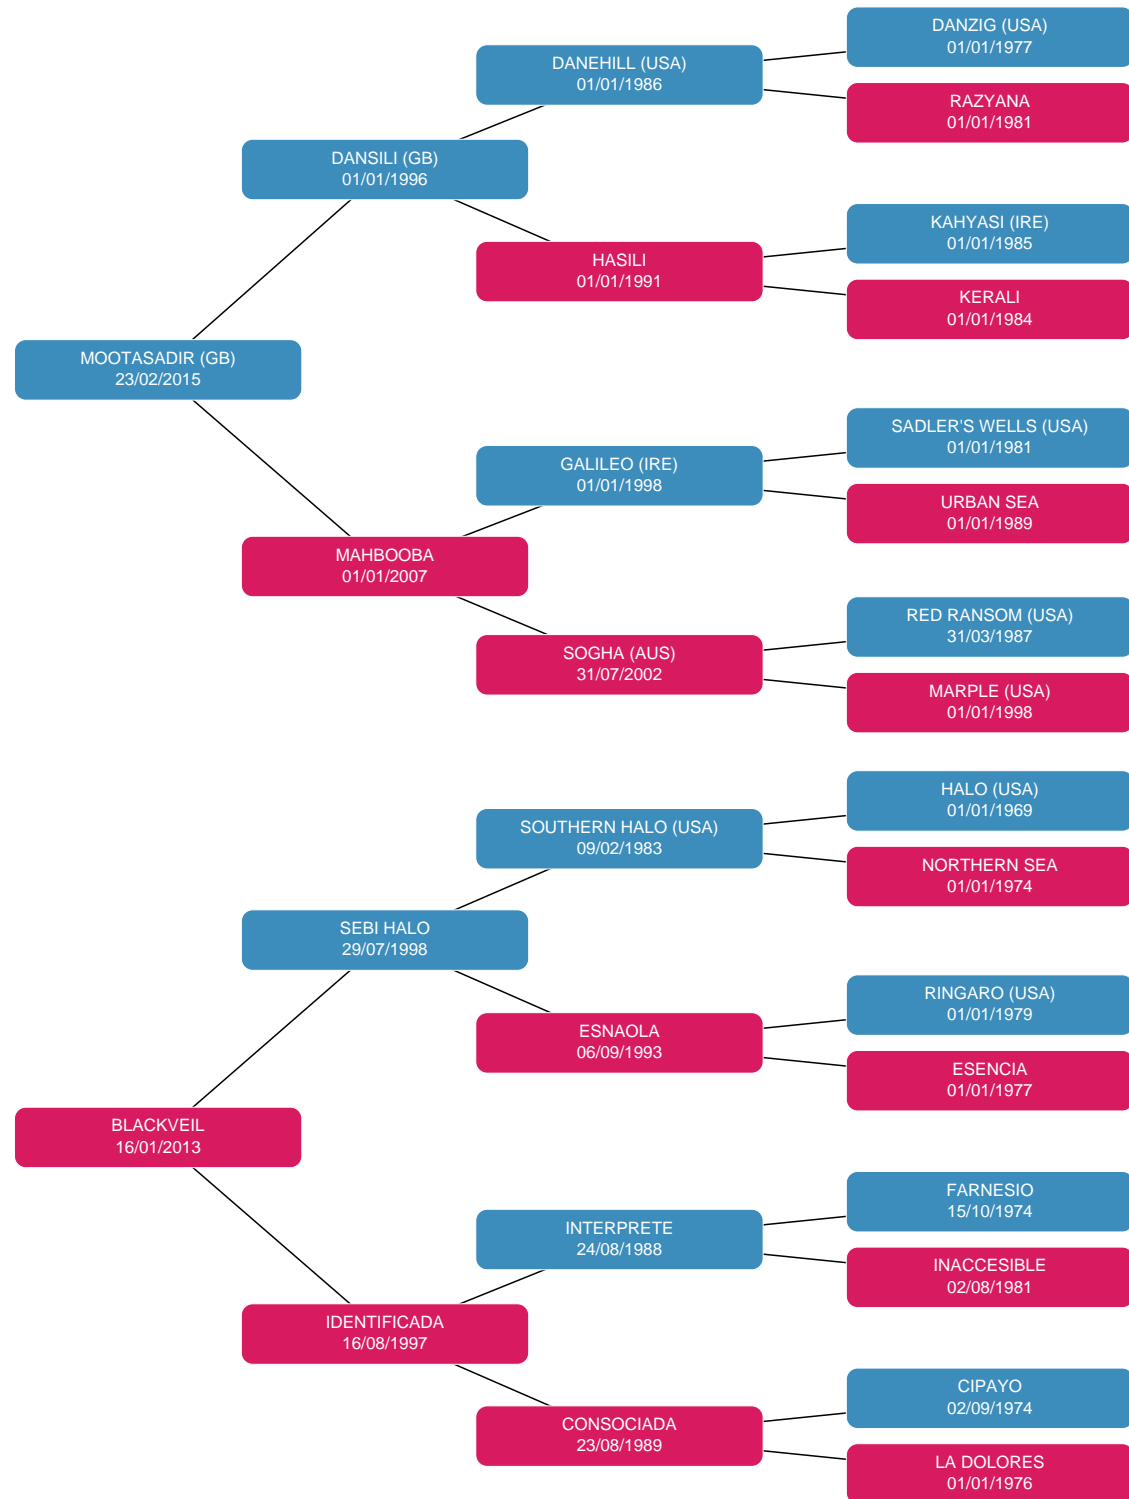 DANZIG (USA)
01/01/1977
DANEHILL (USA)
01/01/1986
RAZYANA
01/01/1981
DANSILI (GB)
01/01/1996
KAHYASI (IRE)
01/01/1985
HASILI
01/01/1991
KERALI
01/01/1984
MOOTASADIR (GB)
23/02/2015
SADLER'S WELLS (USA)
01/01/1981
GALILEO (IRE)
01/01/1998
URBAN SEA
01/01/1989
MAHBOOBA
01/01/2007
RED RANSOM (USA)
31/03/1987
SOGHA (AUS)
31/07/2002
MARPLE (USA)
01/01/1998
HALO (USA)
01/01/1969
SOUTHERN HALO (USA)
09/02/1983
NORTHERN SEA
01/01/1974
SEBI HALO
29/07/1998
RINGARO (USA)
01/01/1979
ESNAOLA
06/09/1993
ESENCIA
01/01/1977
BLACKVEIL
16/01/2013
FARNESIO
15/10/1974
INTERPRETE
24/08/1988
INACCESIBLE
02/08/1981
IDENTIFICADA
16/08/1997
CIPAYO
02/09/1974
CONSOCIADA
23/08/1989
LA DOLORES
01/01/1976